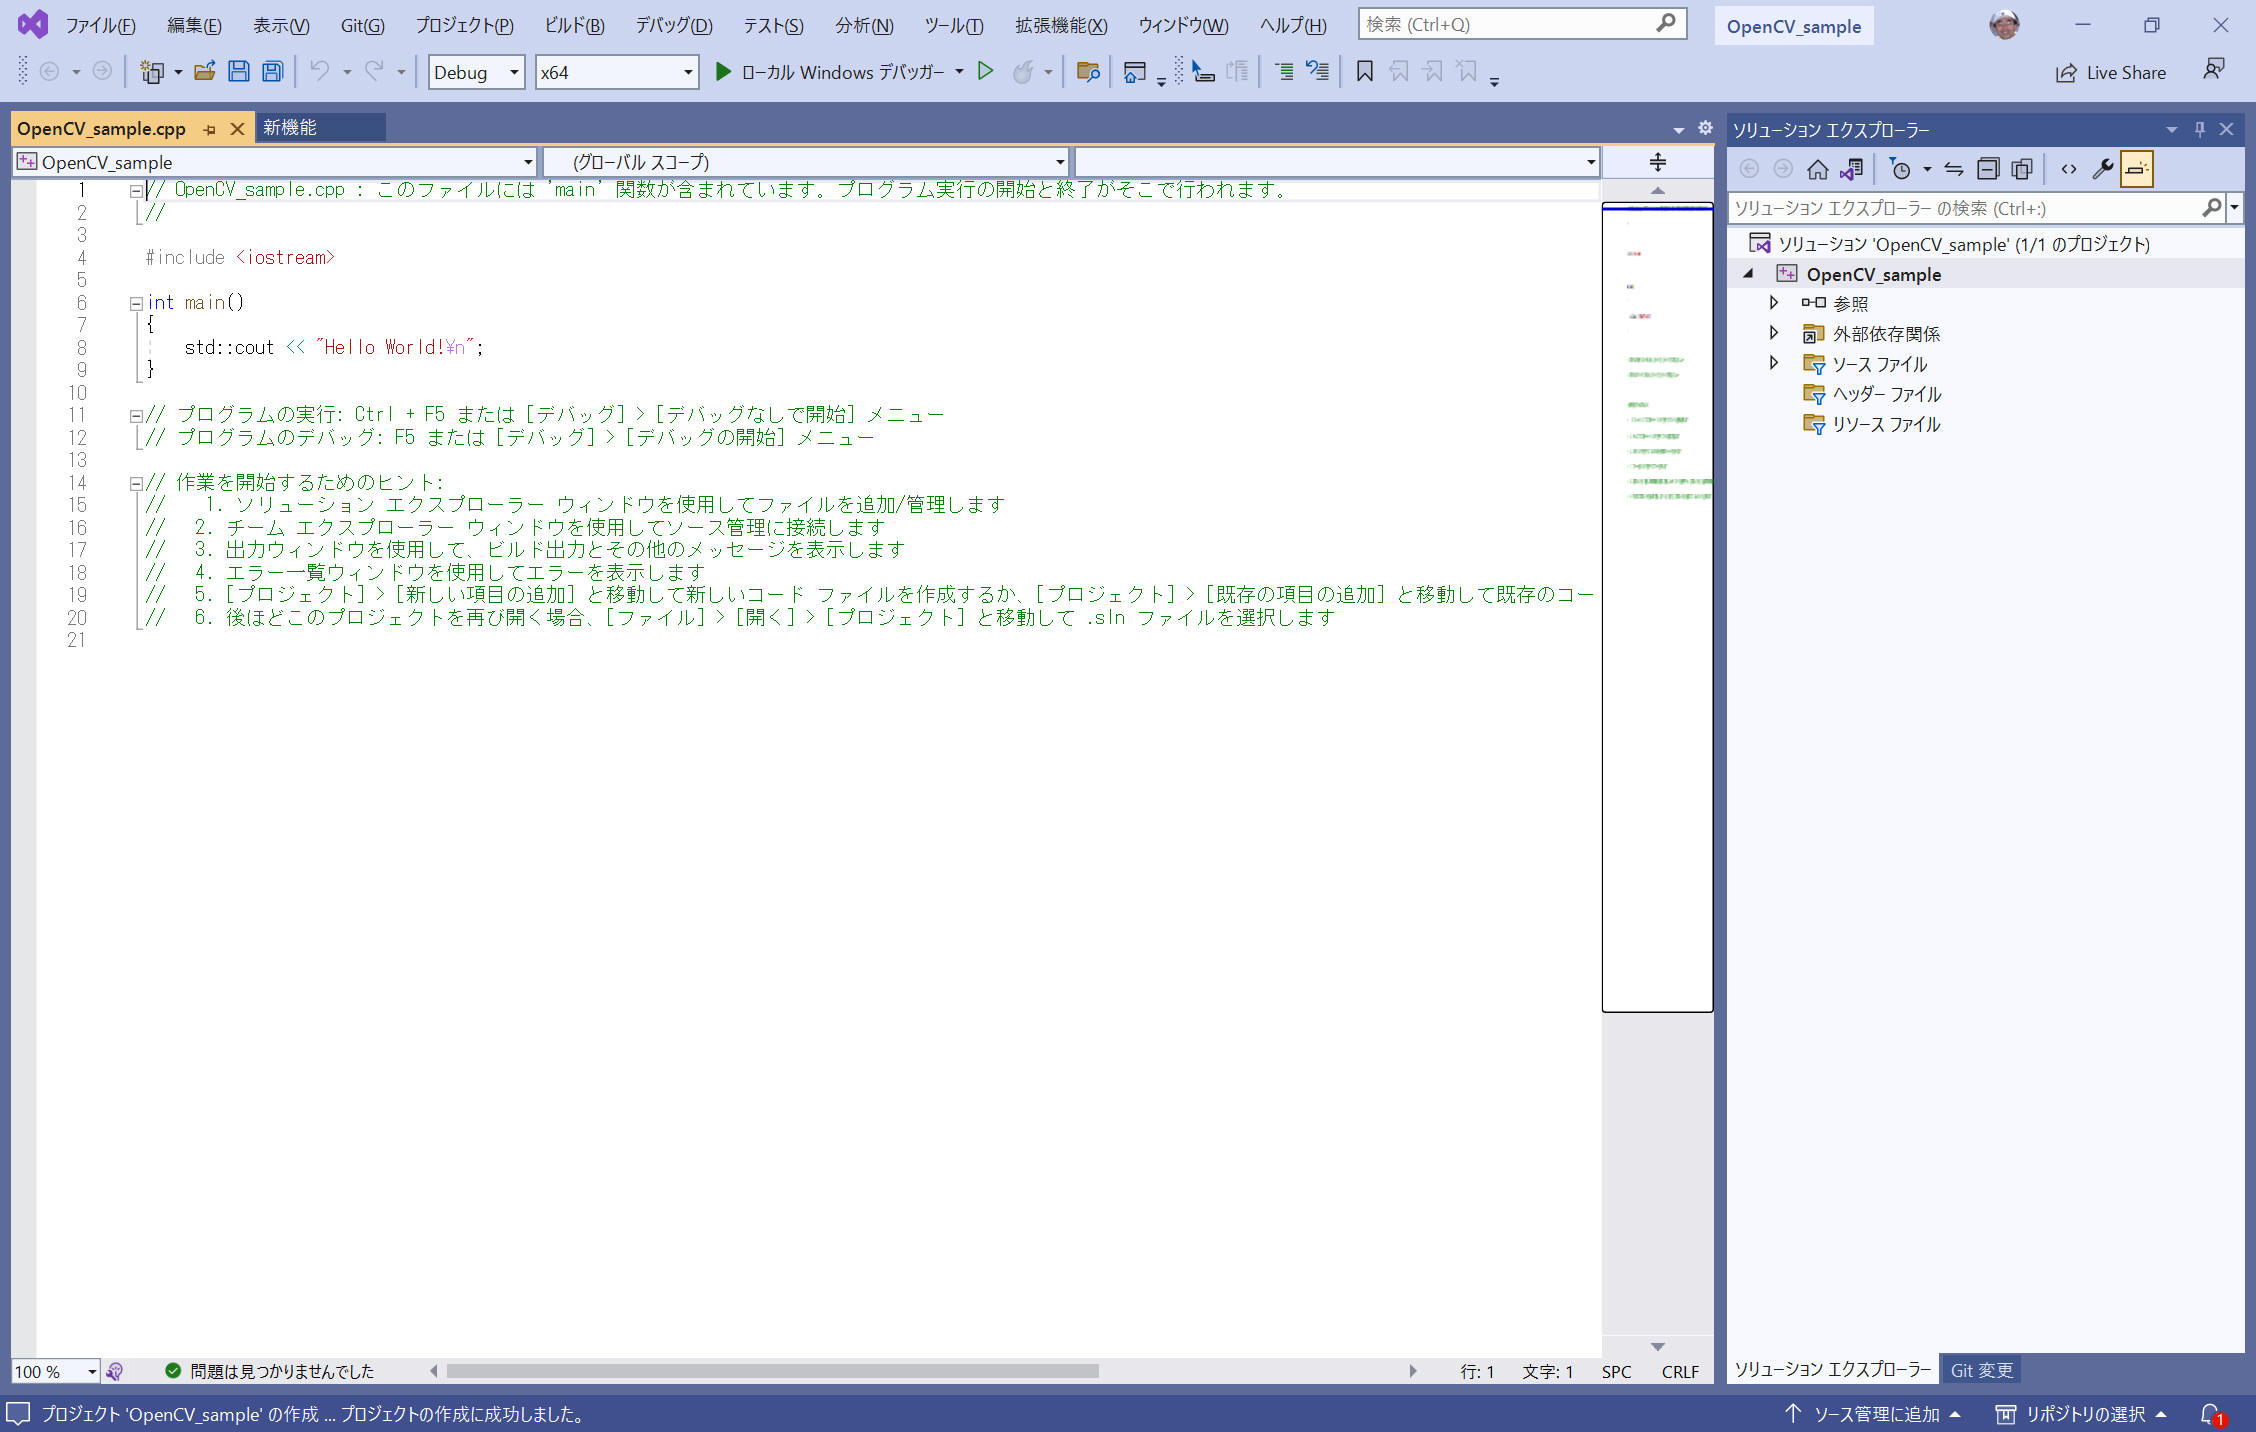 ファイル(F) 編集(E) 表示(V) Git(G) プロジェクト(P) ビルド(B) デバッグ(D) テスト(S) 分析(N) ツール(T) 拡張機能(X) ウィンドウ(W) ヘルプ(H) 検索 (Ctrl+Q) OpenCV_sample
Debug x64 ローカル Windows デバッガー Live Share
OpenCV_sample.cpp 新機能
OpenCV_sample (グローバル スコープ)
1 // OpenCV_sample.cpp : このファイルには 'main' 関数が含まれています。プログラム実行の開始と終了がそこで行われます。
2 //
3
4 #include <iostream>
5
6 int main()
7 {
8 std::cout << "Hello World!¥n";
9 }
10
11 // プログラムの実行: Ctrl + F5 または [デバッグ] > [デバッグなしで開始] メニュー
12 // プログラムのデバッグ: F5 または [デバッグ] > [デバッグの開始] メニュー
13
14 // 作業を開始するためのヒント:
15 // 1. ソリューション エクスプローラー ウィンドウを使用してファイルを追加/管理します
16 // 2. チーム エクスプローラー ウィンドウを使用してソース管理に接続します
17 // 3. 出力ウィンドウを使用して、ビルド出力とその他のメッセージを表示します
18 // 4. エラー一覧ウィンドウを使用してエラーを表示します
19 // 5. [プロジェクト] > [新しい項目の追加] と移動して新しいコード ファイルを作成するか、[プロジェクト] > [既存の項目の追加] と移動して既存のコー
20 // 6. 後ほどこのプロジェクトを再び開く場合、[ファイル] > [開く] > [プロジェクト] と移動して .sln ファイルを選択します
21
100 % 問題は見つかりませんでした 行: 1 文字: 1 SPC CRLF
ソリューション エクスプローラー
ソリューション エクスプローラー の検索 (Ctrl+:)
ソリューション 'OpenCV_sample' (1/1 のプロジェクト)
OpenCV_sample
参照
外部依存関係
ソース ファイル
ヘッダー ファイル
リソース ファイル
ソリューション エクスプローラー Git 変更
プロジェクト 'OpenCV_sample' の作成 ... プロジェクトの作成に成功しました。 ソース管理に追加 リポジトリの選択 1